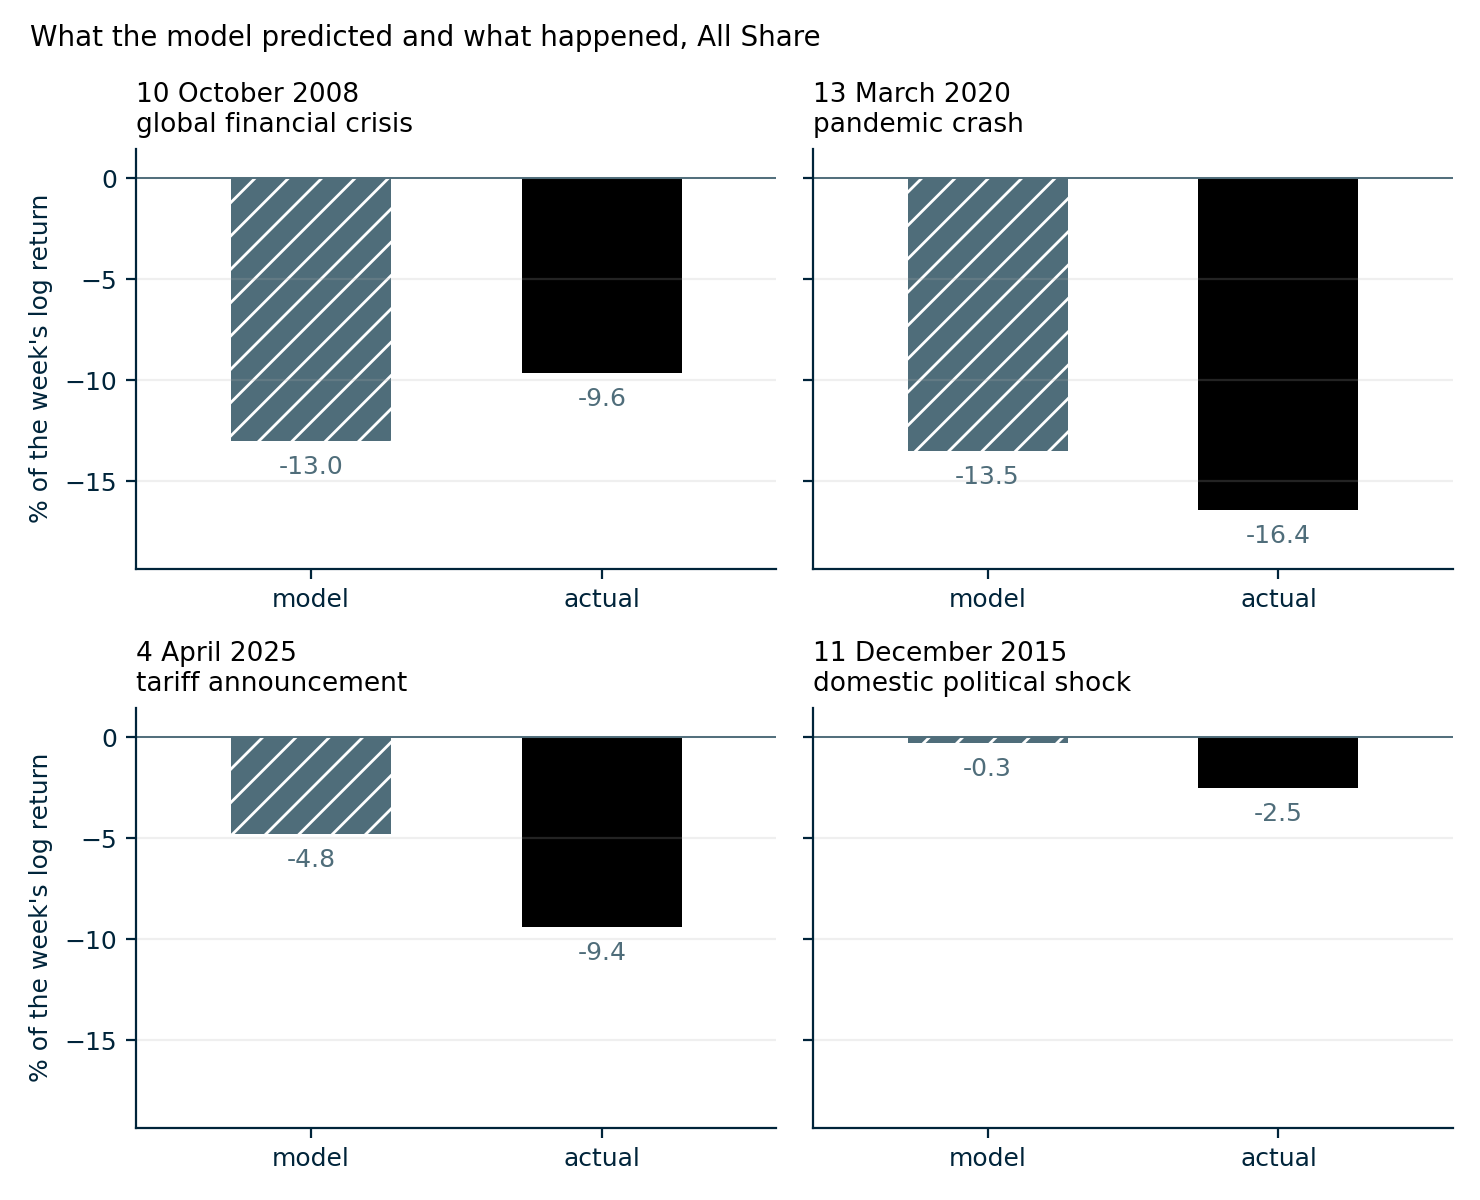 What the model predicted and what happened, All Share
10 October 2008
global financial crisis
% of the week's log return
0
−5
−10
−15
-13.0
-9.6
model
actual
13 March 2020
pandemic crash
-13.5
-16.4
model
actual
4 April 2025
tariff announcement
% of the week's log return
0
−5
−10
−15
-4.8
-9.4
model
actual
11 December 2015
domestic political shock
-0.3
-2.5
model
actual